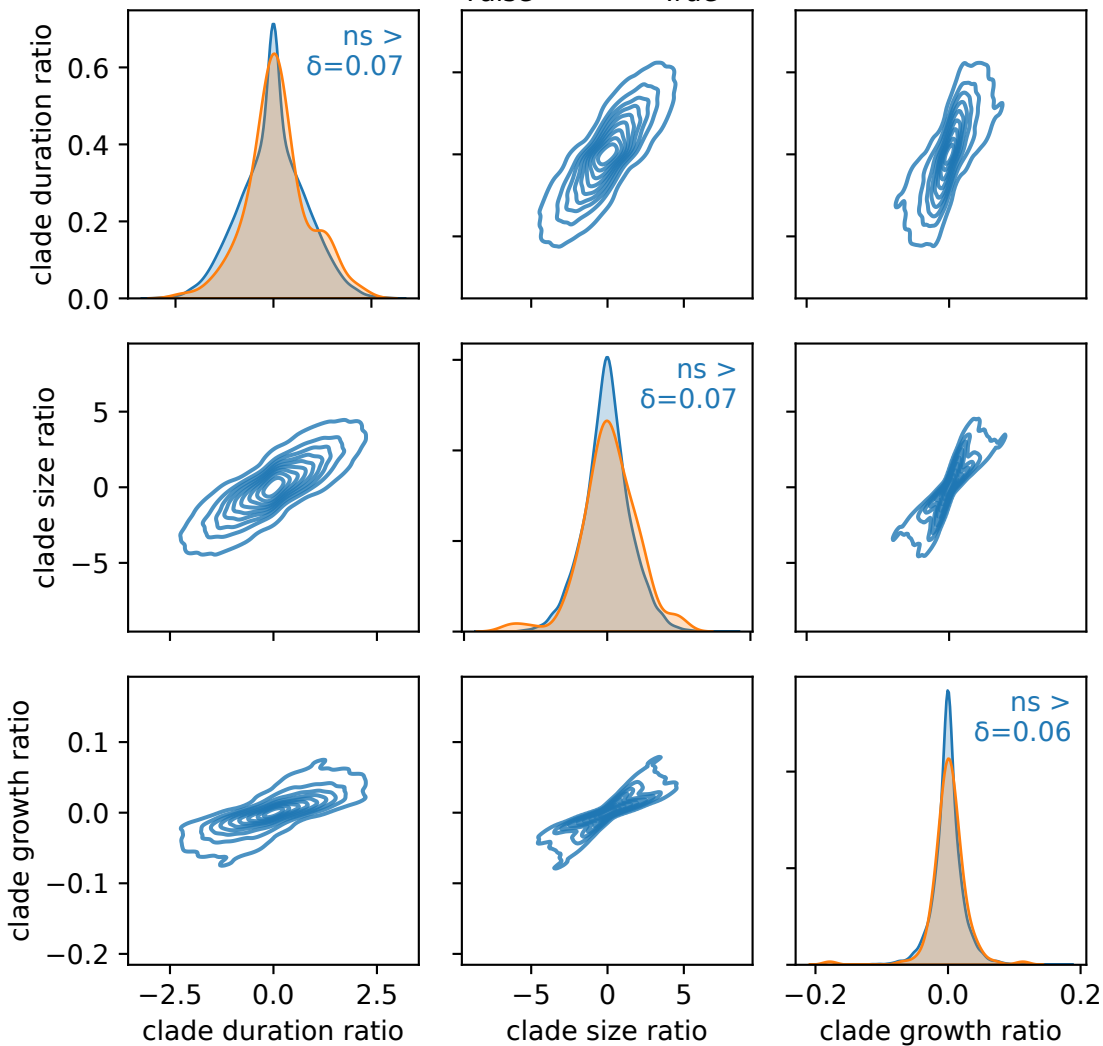 clade duration ratio
0.6
0.4
0.2
0.0
ns >
δ=0.07
clade size ratio
5
0
−5
ns >
δ=0.07
clade growth ratio
0.1
0.0
−0.1
−0.2
ns >
δ=0.06
−2.5 0.0 2.5
−5 0 5
−0.2 0.0 0.2
clade duration ratio
clade size ratio
clade growth ratio